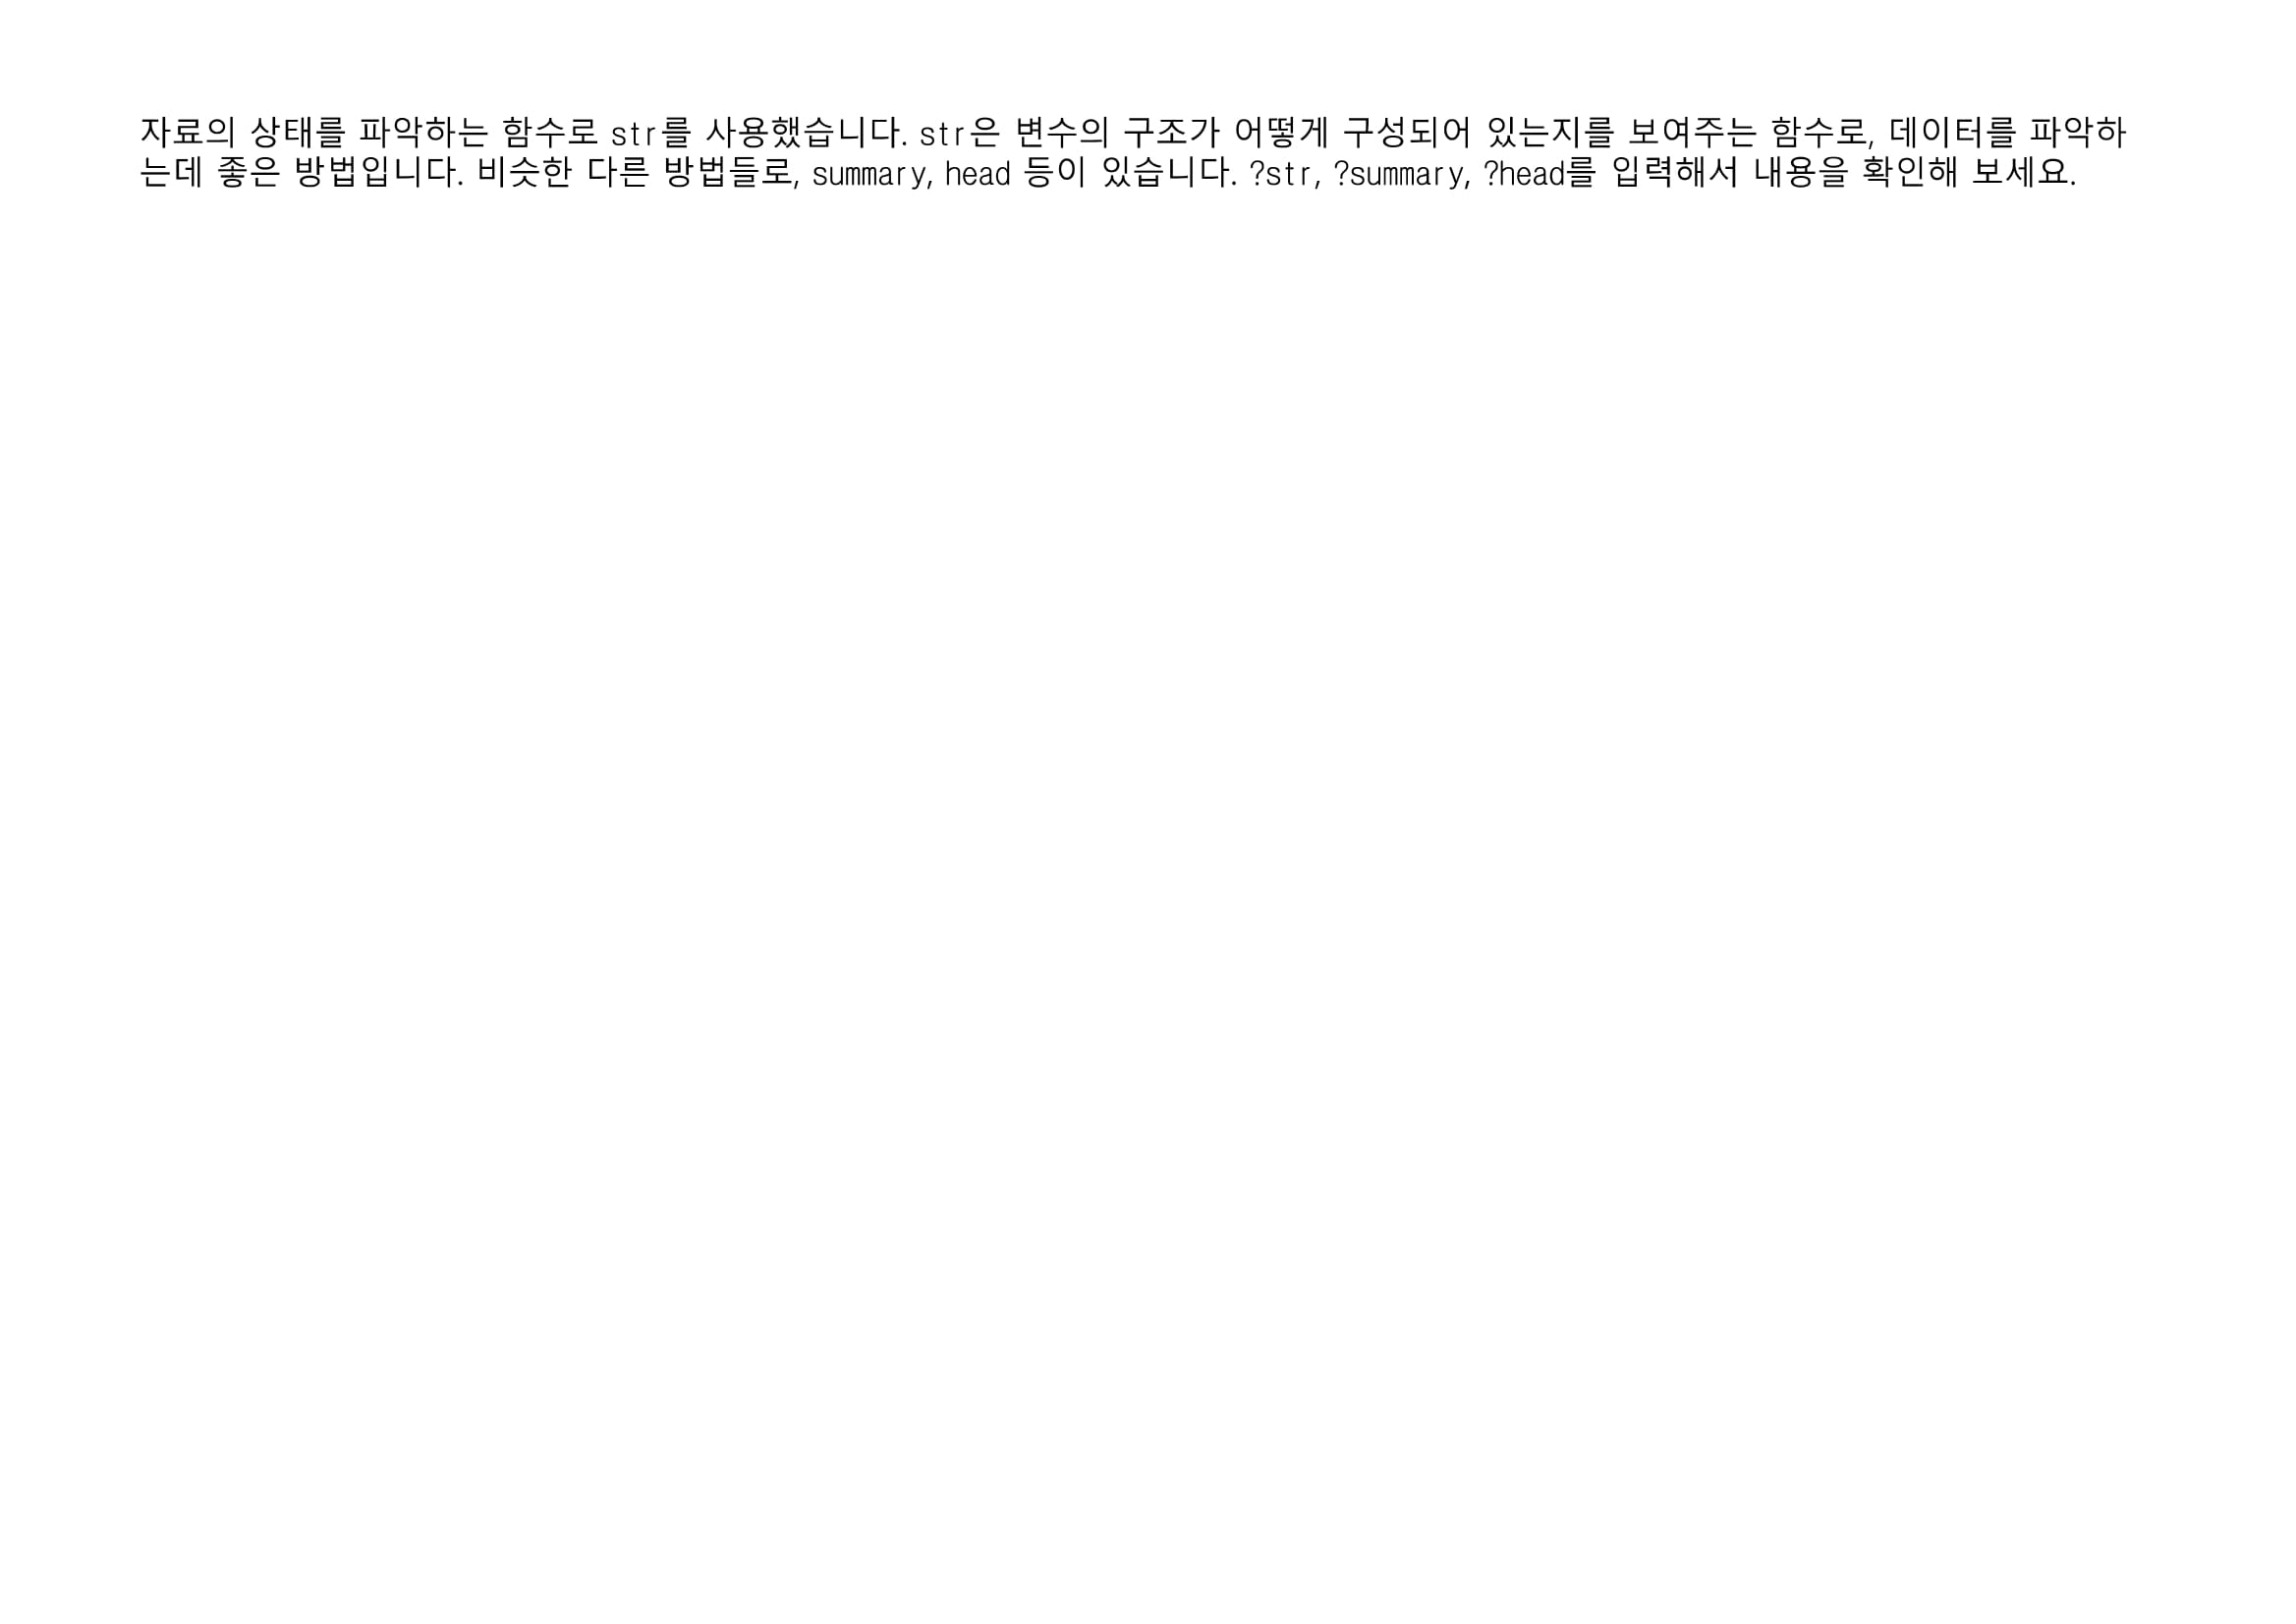 자료의 상태를 파악하는 함수로 str를 사용했습니다. str은 변수의 구조가 어떻게 구성되어 있는지를 보여주는 함수로, 데이터를 파악하
는데 좋은 방법입니다. 비슷한 다른 방법들로, summary, head 등이 있습니다. ?str, ?summary, ?head를 입력해서 내용을 확인해 보세요.